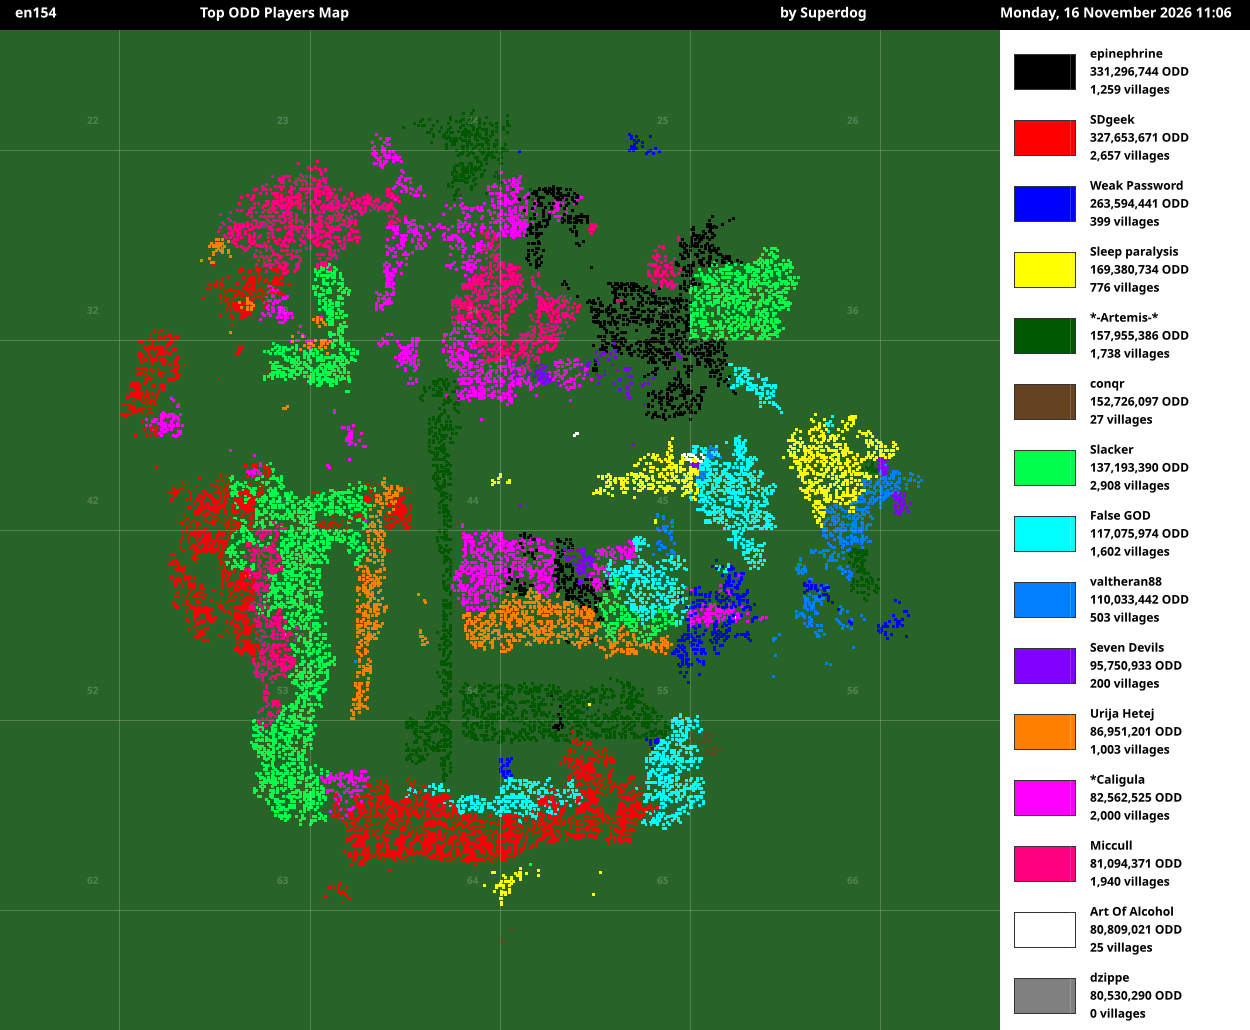 en154 Top ODD Players Map by Superdog Monday, 16 November 2026 11:06
22 23 24 25 26
32 33 34 35 36
42 44 45
52 53 54 55 56
62 63 64 65 66
epinephrine
331,296,744 ODD
1,259 villages
SDgeek
327,653,671 ODD
2,657 villages
Weak Password
263,594,441 ODD
399 villages
Sleep paralysis
169,380,734 ODD
776 villages
*-Artemis-*
157,955,386 ODD
1,738 villages
conqr
152,726,097 ODD
27 villages
Slacker
137,193,390 ODD
2,908 villages
False GOD
117,075,974 ODD
1,602 villages
valtheran88
110,033,442 ODD
503 villages
Seven Devils
95,750,933 ODD
200 villages
Urija Hetej
86,951,201 ODD
1,003 villages
*Caligula
82,562,525 ODD
2,000 villages
Miccull
81,094,371 ODD
1,940 villages
Art Of Alcohol
80,809,021 ODD
25 villages
dzippe
80,530,290 ODD
0 villages